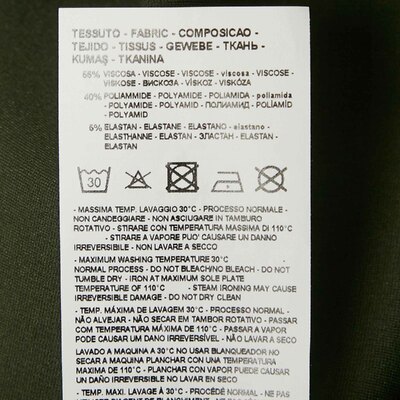 TESSUTO - FABRIC - COMPOSICAO -
TEJIDO - TISSUS - GEWEBE - ТКАНЬ -
KUMAŞ - TKANINA
55% VISCOSA - VISCOSE - VISCOSE - viscosa - VISCOSE -
VISKOSE - ВИСКОЗА - VİSKOZ - VISKOZA
40% POLIAMMIDE - POLYAMIDE - POLYAMIDA - poliamida
- POLYAMIDE - POLYAMID - ПОЛИАМИД - POLİAMİD -
POLYAMID
5% ELASTAN - ELASTANE - ELASTANO - elastano -
ELASTHANNE - ELASTAN - ЭЛАСТАН - ELASTAN -
ELASTAN
30
- MASSIMA TEMP. LAVAGGIO 30°C - PROCESSO NORMALE -
NON CANDEGGIARE - NON ASCIUGARE IN TAMBURO
ROTATIVO - STIRARE CON TEMPERATURA MASSIMA DI 110°C
- STIRARE A VAPORE PUO' CAUSARE UN DANNO
IRREVERSIBILE - NON LAVARE A SECCO
- MAXIMUM WASHING TEMPERATURE 30°C
NORMAL PROCESS - DO NOT BLEACH - DO NOT
TUMBLE DRY - IRON AT MAXIMUM SOLE PLATE
TEMPERATURE OF 110°C - STEAM IRONING MAY CAUSE
IRREVERSIBLE DAMAGE - DO NOT DRY CLEAN
- TEMP. MÁXIMA DE LAVAGEM 30°C - PROCESSO NORMAL -
NÃO ALVEJAR - NÃO SECAR EM TAMBOR ROTATIVO - PASSAR
COM TEMPERATURA MÁXIMA DE 110°C - PASSAR A VAPOR
PODE CAUSAR UM DANO IRREVERSÍVEL - NÃO LAVAR A SECO
LAVADO A MAQUINA A 30°C NO USAR BLANQUEADOR NO
SECAR A MAQUINA PLANCHAR CON UNA TEMPERATURA
MAXIMA DE 110°C - PLANCHAR CON VAPOR PUEDE CAUSAR
UN DAÑO IRREVERSIBLE NO LAVAR EN SECO
- TEMP. MAXI. LAVAGE À 30°C - PROCÉDÉ NORMAL - NE PAS